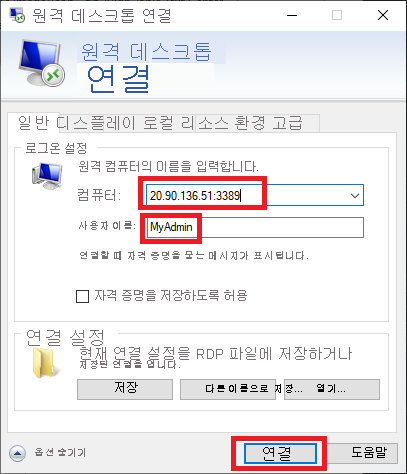 원격 데스크톱 연결
원격 데스크톱
연결
일반 디스플레이 로컬 리소스 환경 고급
로그온 설정
원격 컴퓨터의 이름을 입력합니다.
컴퓨터: 20.90.136.51:3389
사용자 이름: MyAdmin
연결할 때 자격 증명을 묻는 메시지가 표시됩니다.
자격 증명을 저장하도록 허용
연결 설정
현재 연결 설정을 RDP 파일에 저장하거나
저장된 연결을 엽니다.
저장 다른 이름으로 저장... 열기...
옵션 숨기기 연결 도움말